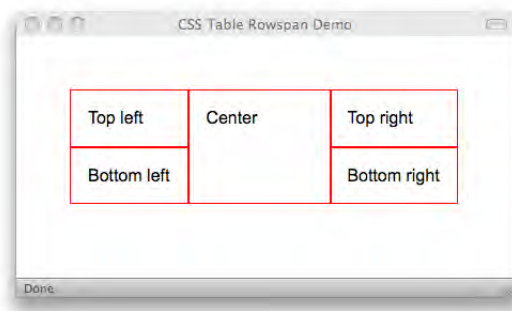 CSS Table Rowspan Demo
Top left
Center
Top right
Bottom left
Bottom right
Done